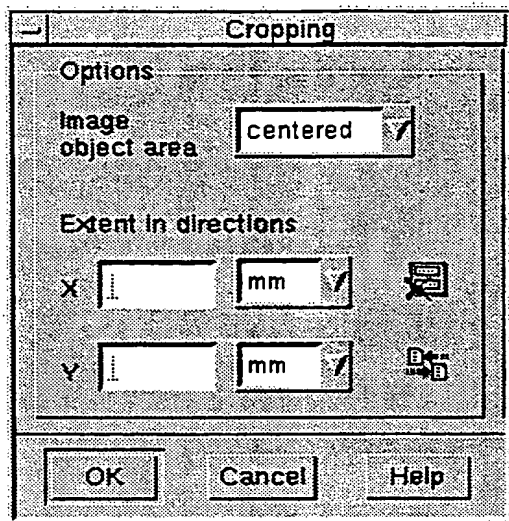 Cropping
Options
Image
object area
centered
Extent in directions
X
mm
Y
mm
OK Cancel Help